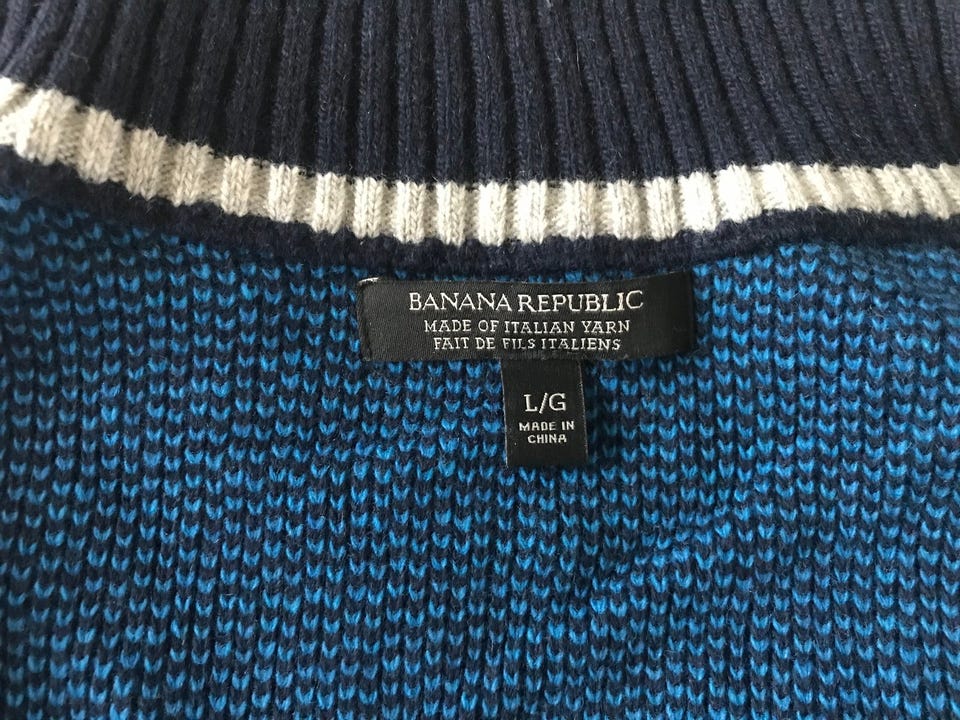 BANANA REPUBLIC
MADE OF ITALIAN YARN
FAIT DE FILS ITALIENS
L/G
MADE IN
CHINA